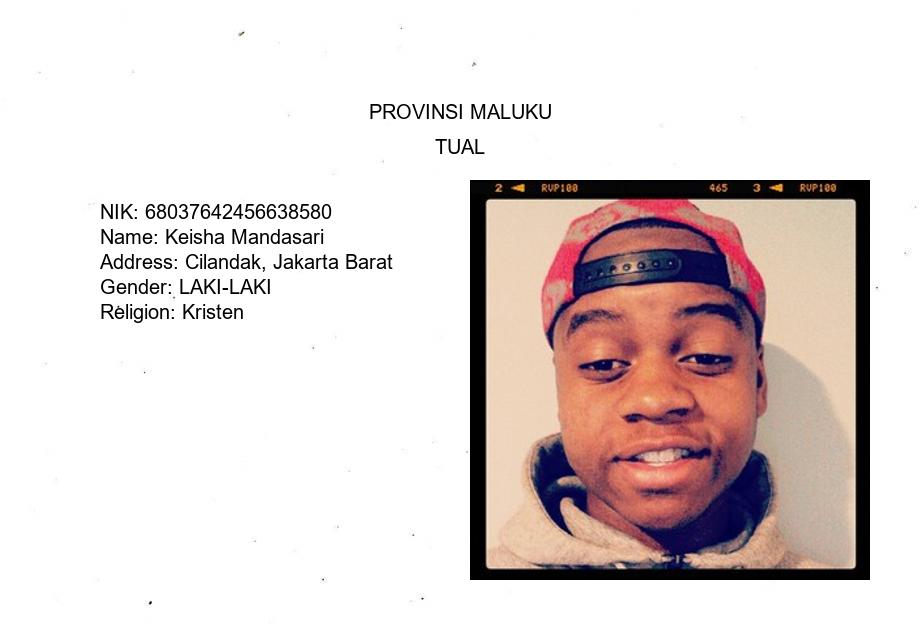 PROVINSI MALUKU
TUAL
2 RVP100 465 3 RVP100
NIK: 68037642456638580
Name: Keisha Mandasari
Address: Cilandak, Jakarta Barat
Gender: LAKI-LAKI
Religion: Kristen